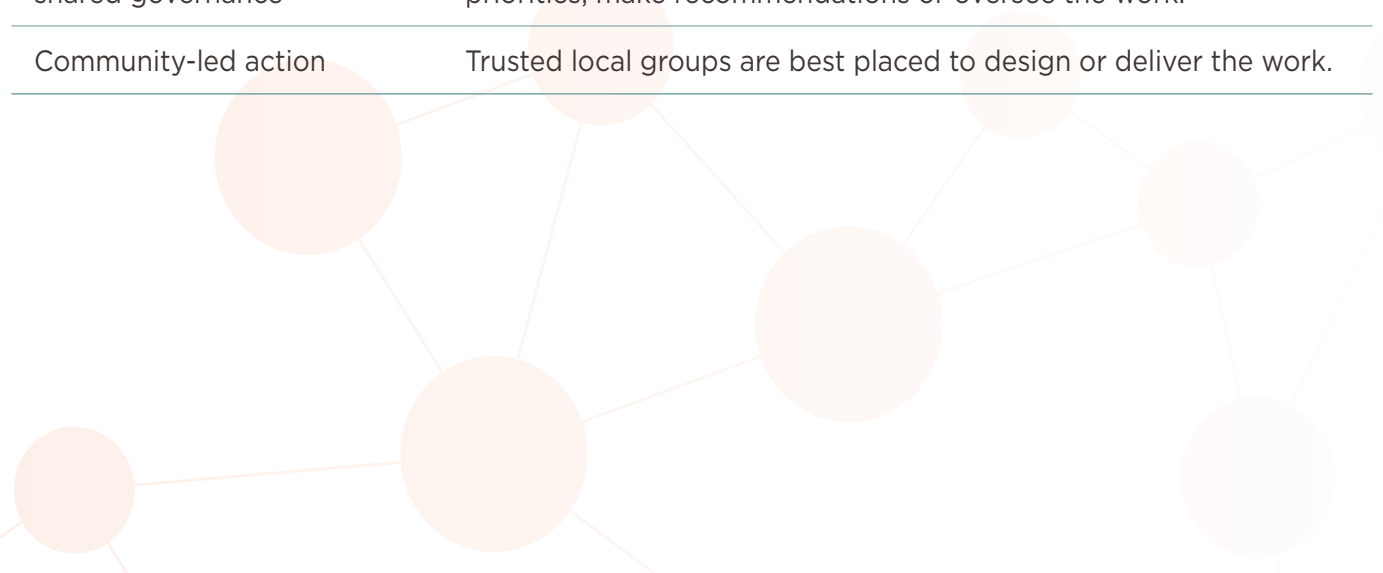 shared governance
priorities, make recommendations or oversee the work.
Community-led action
Trusted local groups are best placed to design or deliver the work.